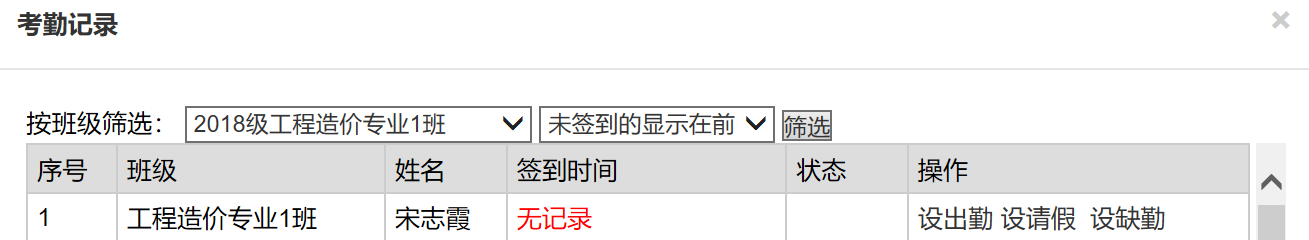 考勤记录
按班级筛选： 2018级工程造价专业1班 未签到的显示在前 筛选
序号 班级 姓名 签到时间 状态 操作
1 工程造价专业1班 宋志霞 无记录 设出勤 设请假 设缺勤